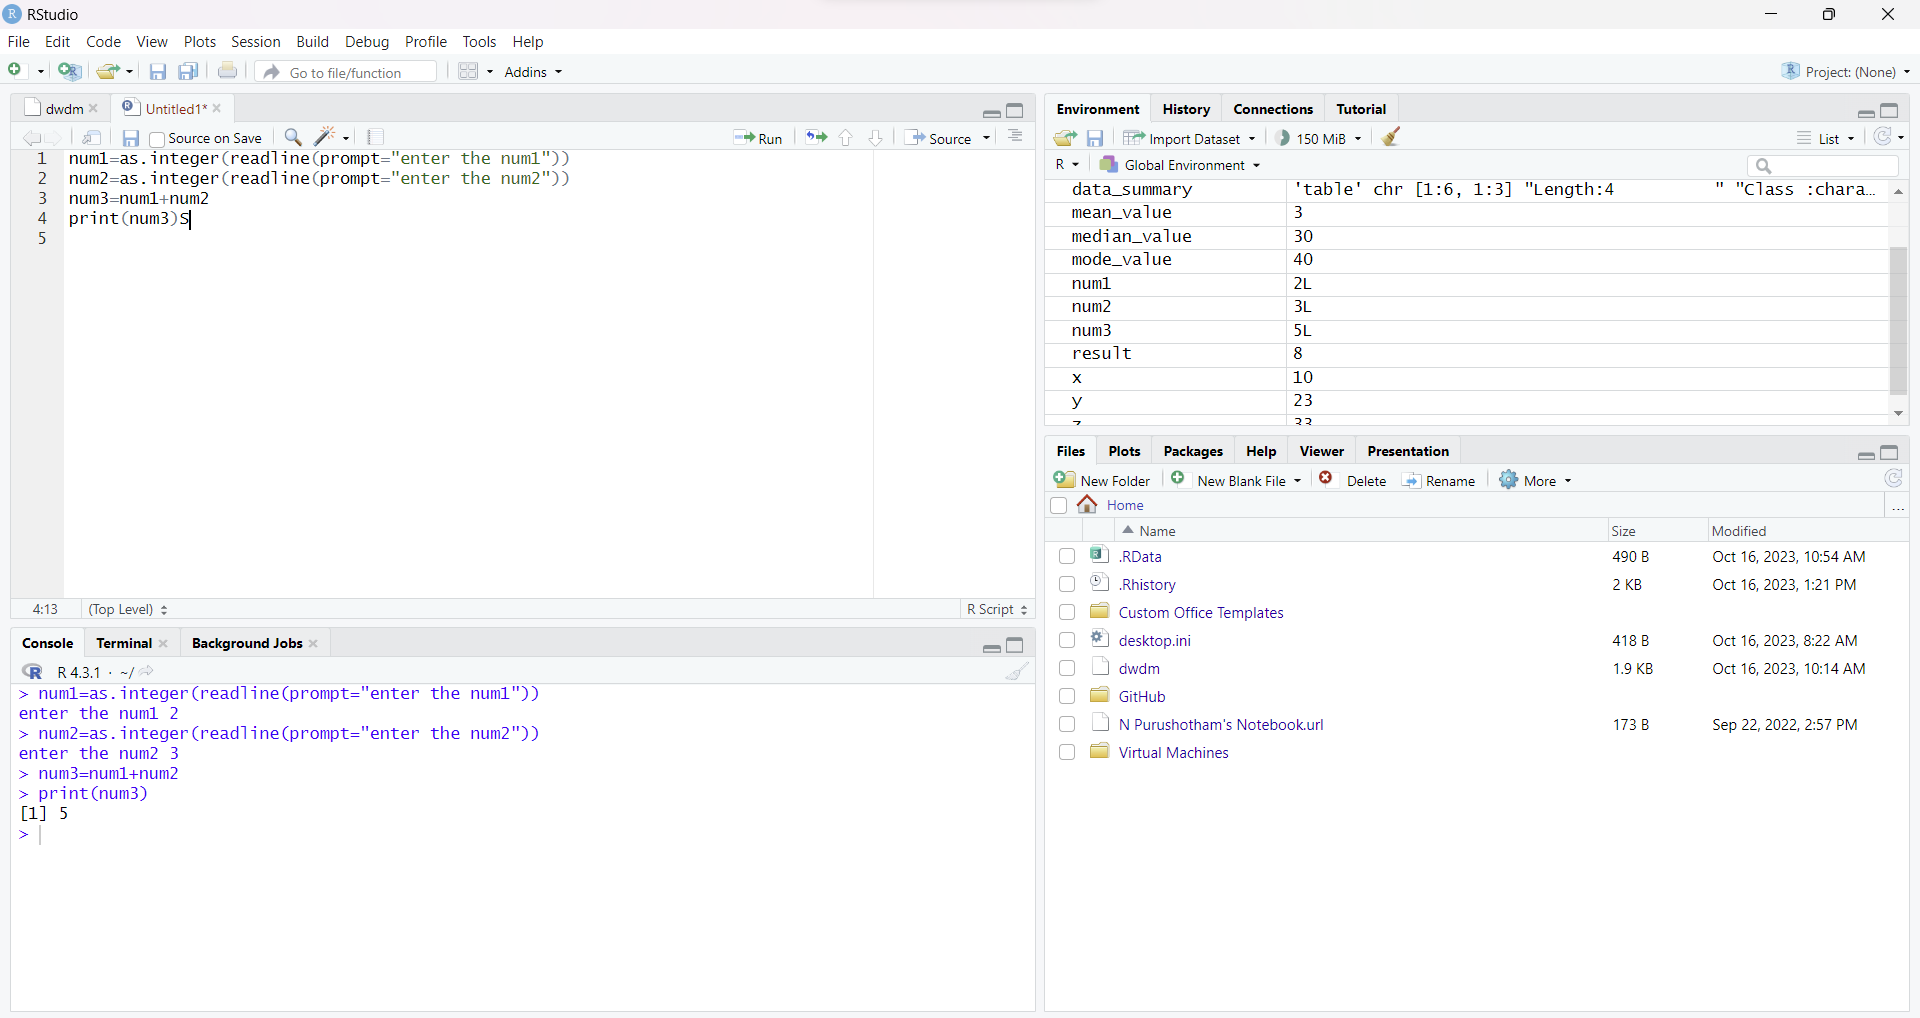 RStudio
File Edit Code View Plots Session Build Debug Profile Tools Help
Go to file/function Addins Project: (None)
dwdm Untitled1*
Source on Save Run Source
1 num1=as.integer(readline(prompt="enter the num1"))
2 num2=as.integer(readline(prompt="enter the num2"))
3 num3=num1+num2
4 print(num3)S
5
4:13 (Top Level) R Script
Console Terminal Background Jobs
R 4.3.1 · ~/
> num1=as.integer(readline(prompt="enter the num1"))
enter the num1 2
> num2=as.integer(readline(prompt="enter the num2"))
enter the num2 3
> num3=num1+num2
> print(num3)
[1] 5
>
Environment History Connections Tutorial
Import Dataset 150 MiB List
R Global Environment
data_summary 'table' chr [1:6, 1:3] "Length:4 " "Class :chara...
mean_value 3
median_value 30
mode_value 40
num1 2L
num2 3L
num3 5L
result 8
x 10
y 23
z 33
Files Plots Packages Help Viewer Presentation
New Folder New Blank File Delete Rename More
Home ...
Name Size Modified
.RData 490 B Oct 16, 2023, 10:54 AM
.Rhistory 2 KB Oct 16, 2023, 1:21 PM
Custom Office Templates
desktop.ini 418 B Oct 16, 2023, 8:22 AM
dwdm 1.9 KB Oct 16, 2023, 10:14 AM
GitHub
N Purushotham's Notebook.url 173 B Sep 22, 2022, 2:57 PM
Virtual Machines